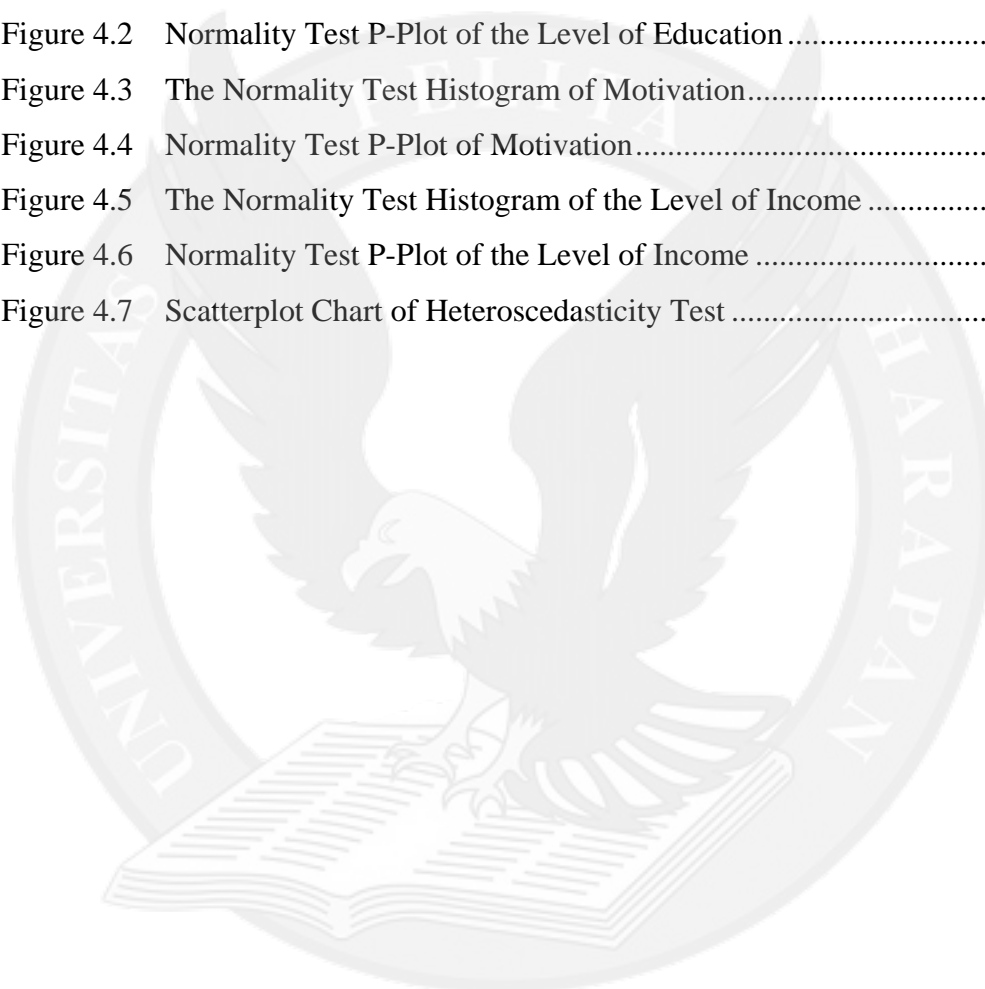 Figure 4.2 Normality Test P-Plot of the Level of Education.......................
Figure 4.3 The Normality Test Histogram of Motivation............................
Figure 4.4 Normality Test P-Plot of Motivation.........................................
Figure 4.5 The Normality Test Histogram of the Level of Income ..............
Figure 4.6 Normality Test P-Plot of the Level of Income ...........................
Figure 4.7 Scatterplot Chart of Heteroscedasticity Test ..............................
UNIVERSITAS PELITA HARAPAN